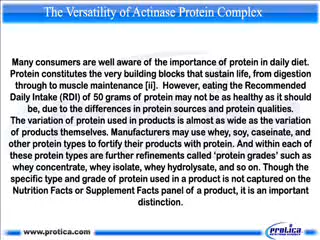 The Versatility of Actinase Protein Complex
Many consumers are well aware of the importance of protein in daily diet.
Protein constitutes the very building blocks that sustain life, from digestion
through to muscle maintenance [ii]. However, eating the Recommended
Daily Intake (RDI) of 50 grams of protein may not be as healthy as it should
be, due to the differences in protein sources and protein qualities.
The variation of protein used in products is almost as wide as the variation
of products themselves. Manufacturers may use whey, soy, caseinate, and
other protein types to fortify their products with protein. And within each of
these protein types are further refinements called 'protein grades' such as
whey concentrate, whey isolate, whey hydrolysate, and so on. Though the
specific type and grade of protein used in a product is not captured on the
Nutrition Facts or Supplement Facts panel of a product, it is an important
distinction.
www.protica.com
protica